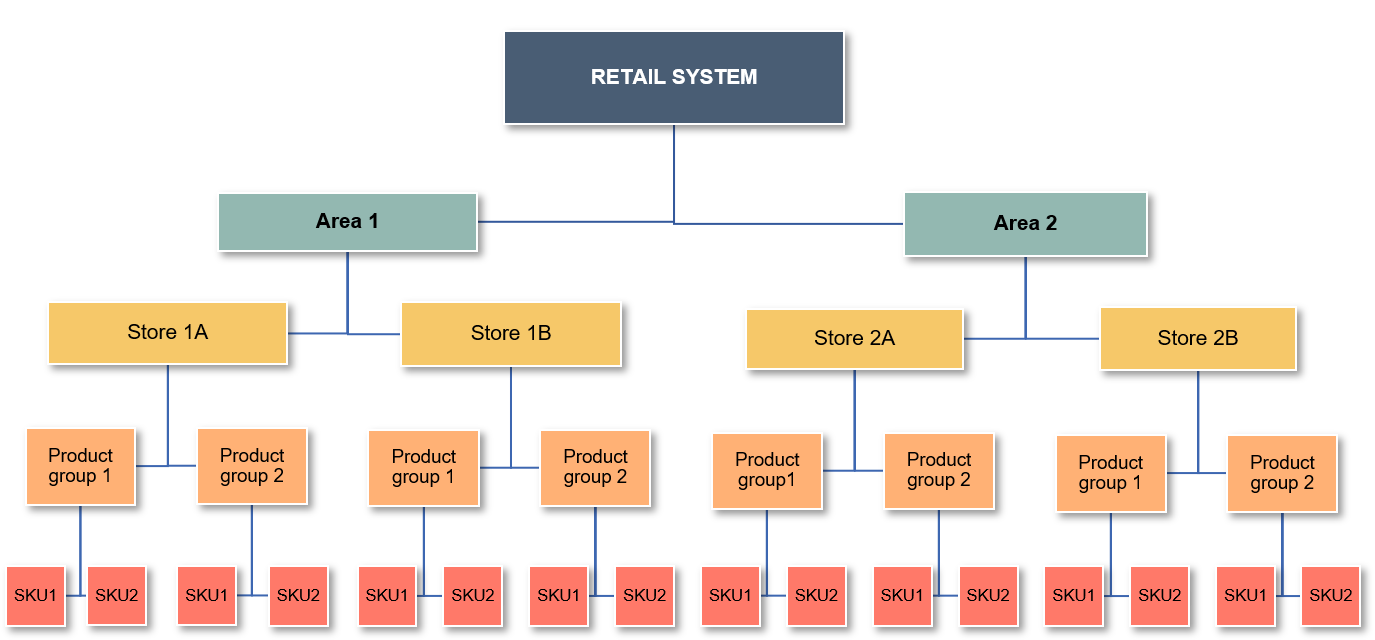 RETAIL SYSTEM
Area 1
Area 2
Store 1A
Store 1B
Store 2A
Store 2B
Product
group 1
Product
group 2
Product
group 1
Product
group 2
Product
group1
Product
group 2
Product
group 1
Product
group 2
SKU1
SKU2
SKU1
SKU2
SKU1
SKU2
SKU1
SKU2
SKU1
SKU2
SKU1
SKU2
SKU1
SKU2
SKU1
SKU2